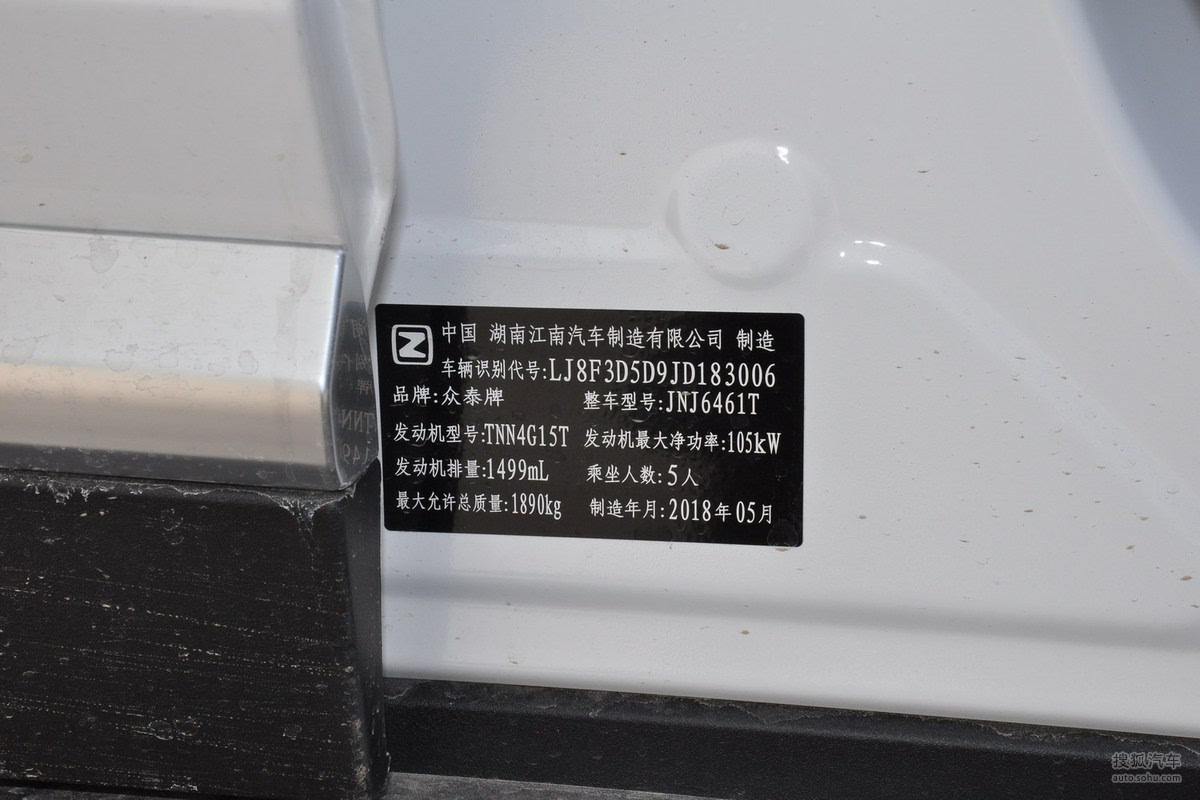 中国 湖南江南汽车制造有限公司 制造
车辆识别代号:LJ8F3D5D9JD183006
品牌:众泰牌 整车型号:JNJ6461T
发动机型号:TNN4G15T 发动机最大净功率:105kW
发动机排量:1499mL 乘坐人数:5人
最大允许总质量:1890kg 制造年月:2018年05月
搜狐汽车
auto.sohu.com